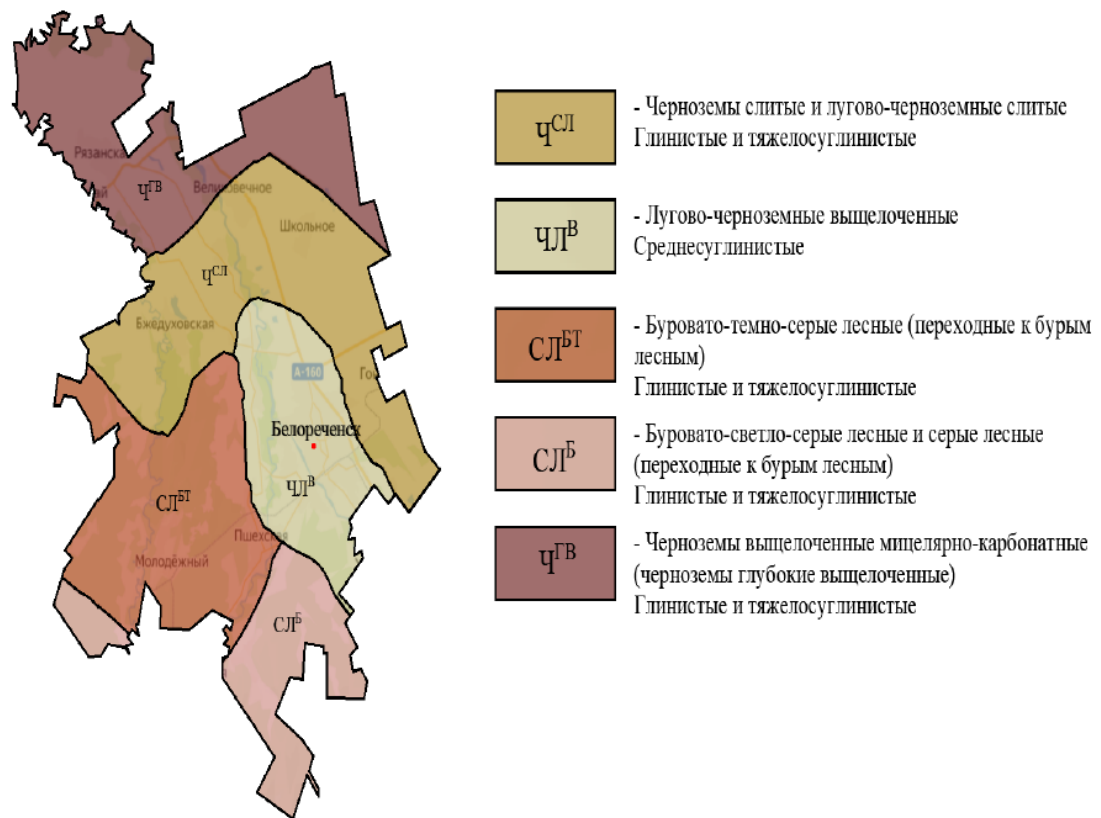 Рязанская
Ч^ГВ
Великовечное
Школьное
Ч^СЛ
Бжедуховская
А-160
Белореченск
ЧЛ^В
СЛ^БТ
Пшехская
Молодёжный
СЛ^Б
Ч^СЛ
- Черноземы слитые и лугово-черноземные слитые
Глинистые и тяжелосуглинистые
ЧЛ^В
- Лугово-черноземные выщелоченные
Среднесуглинистые
СЛ^БТ
- Буровато-темно-серые лесные (переходные к бурым
лесным)
Глинистые и тяжелосуглинистые
СЛ^Б
- Буровато-светло-серые лесные и серые лесные
(переходные к бурым лесным)
Глинистые и тяжелосуглинистые
Ч^ГВ
- Черноземы выщелоченные мицелярно-карбонатные
(черноземы глубокие выщелоченные)
Глинистые и тяжелосуглинистые